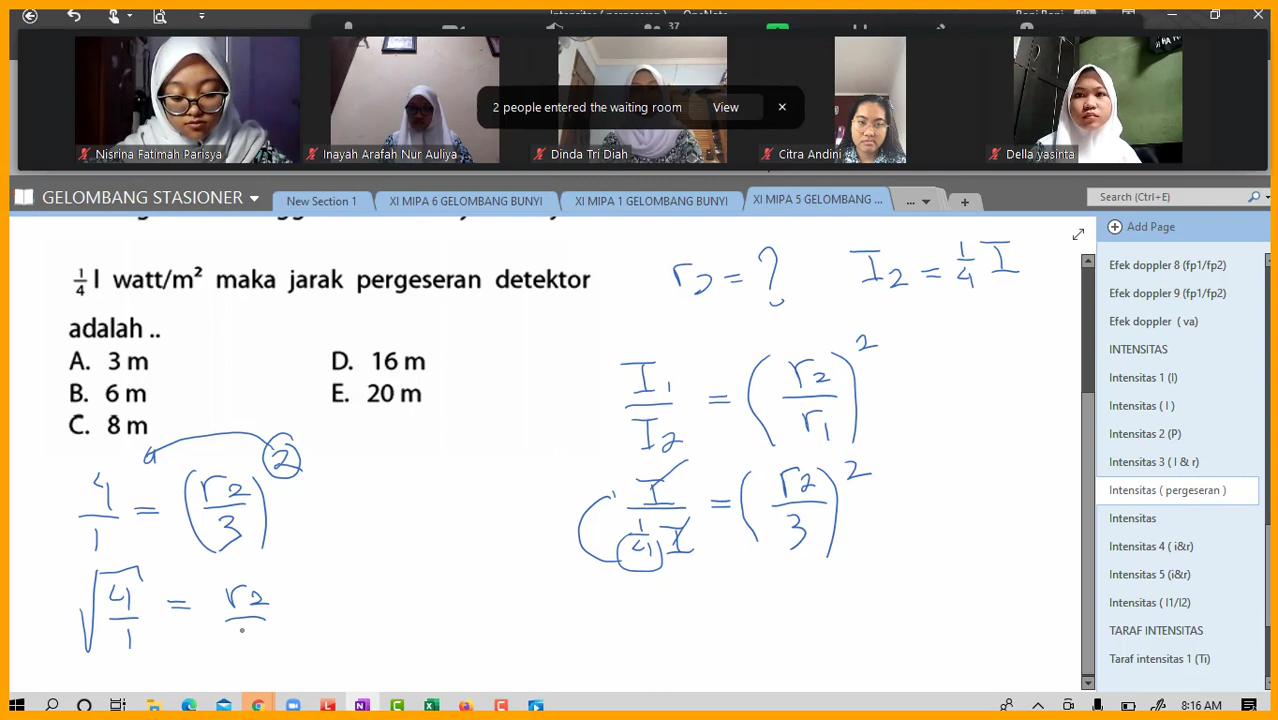 Intensitas ( pergeseran ) - OneNote
37
2 people entered the waiting room View ×
Nisrina Fatimah Parisya
Inayah Arafah Nur Auliya
Dinda Tri Diah
Citra Andini
Della yasinta
GELOMBANG STASIONER
New Section 1
XI MIPA 6 GELOMBANG BUNYI
XI MIPA 1 GELOMBANG BUNYI
XI MIPA 5 GELOMBANG ...
...
+
Search (Ctrl+E)
1/4 I watt/m² maka jarak pergeseran detektor
adalah ..
A. 3 m
B. 6 m
C. 8 m
D. 16 m
E. 20 m
r2 = ?
I2 = 1/4 I
I1/I2 = (r2/r1)²
I / 1/4 I = (r2/3)²
4/1 = (r2/3)²
√4/1 = r2/
Add Page
Efek doppler 8 (fp1/fp2)
Efek doppler 9 (fp1/fp2)
Efek doppler ( va)
INTENSITAS
Intensitas 1 (I)
Intensitas ( I )
Intensitas 2 (P)
Intensitas 3 ( I & r)
Intensitas ( pergeseran )
Intensitas
Intensitas 4 ( i&r)
Intensitas 5 (i&r)
Intensitas ( I1/I2)
TARAF INTENSITAS
Taraf intensitas 1 (Ti)
8:16 AM